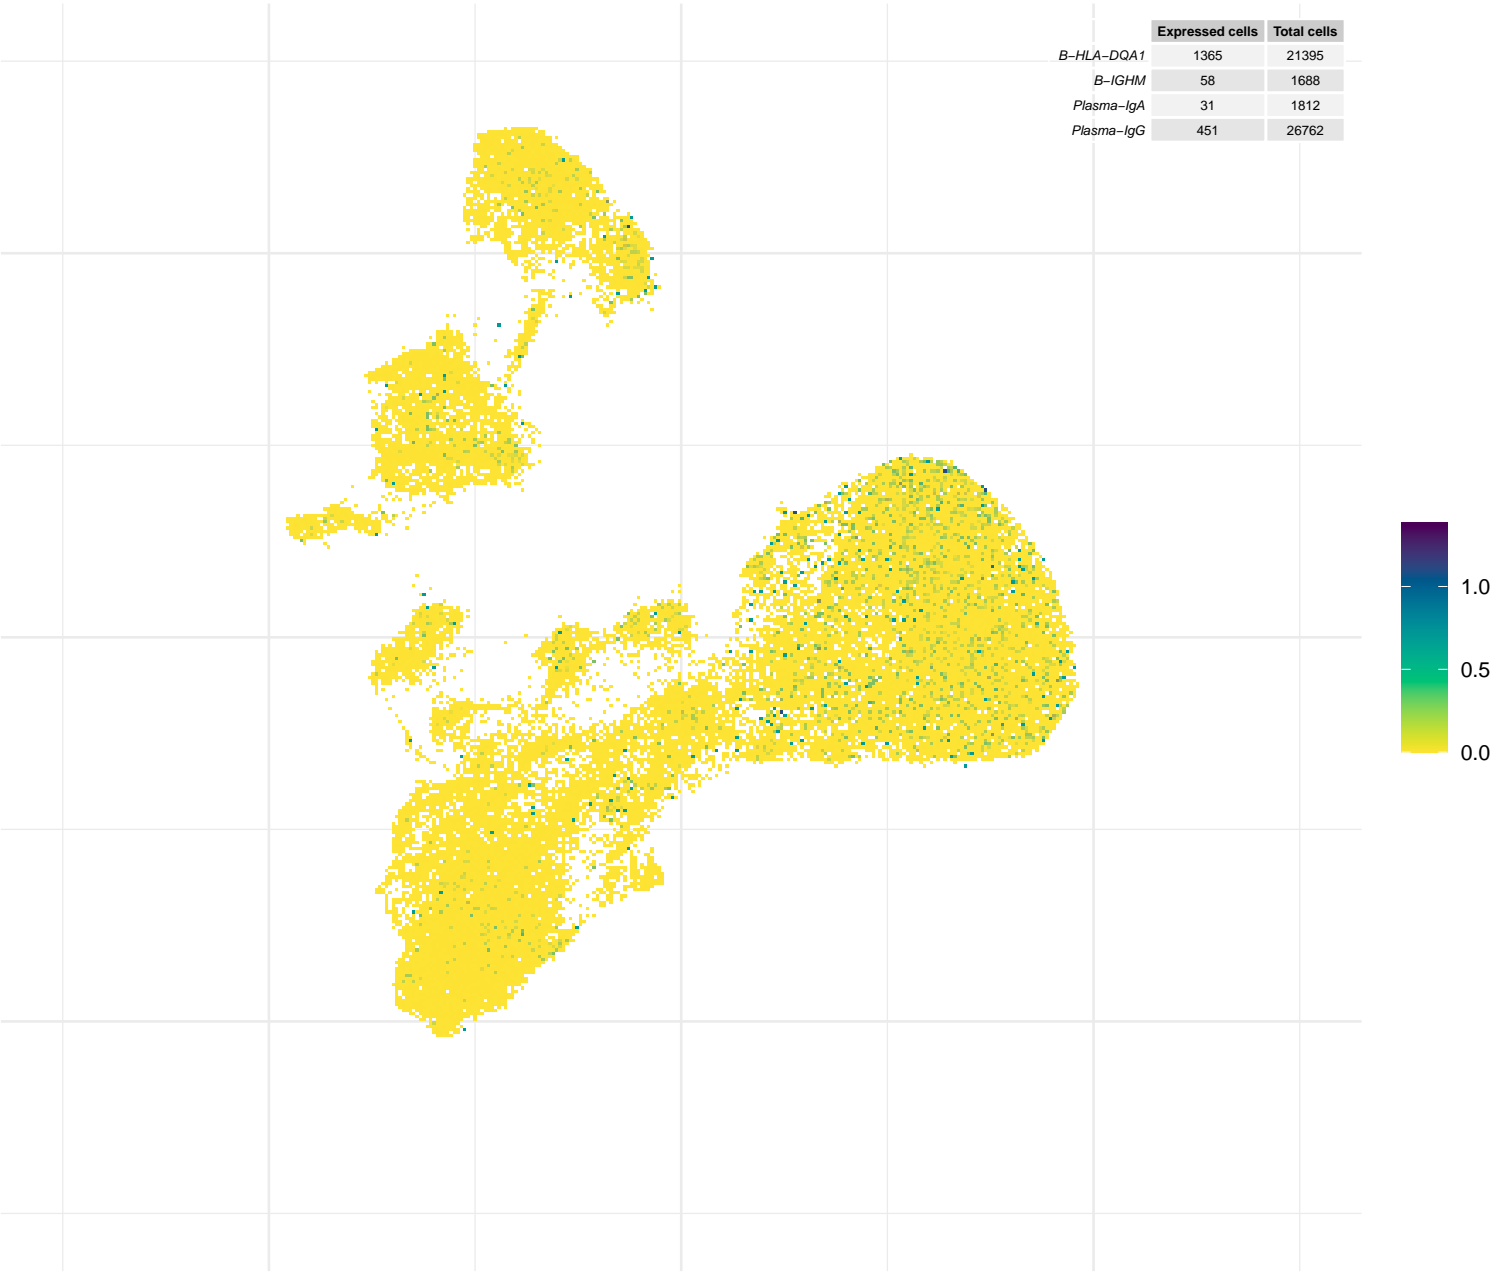 Expressed cells Total cells
B−HLA−DQA1 1365 21395
B−IGHM 58 1688
Plasma−IgA 31 1812
Plasma−IgG 451 26762
1.0
0.5
0.0